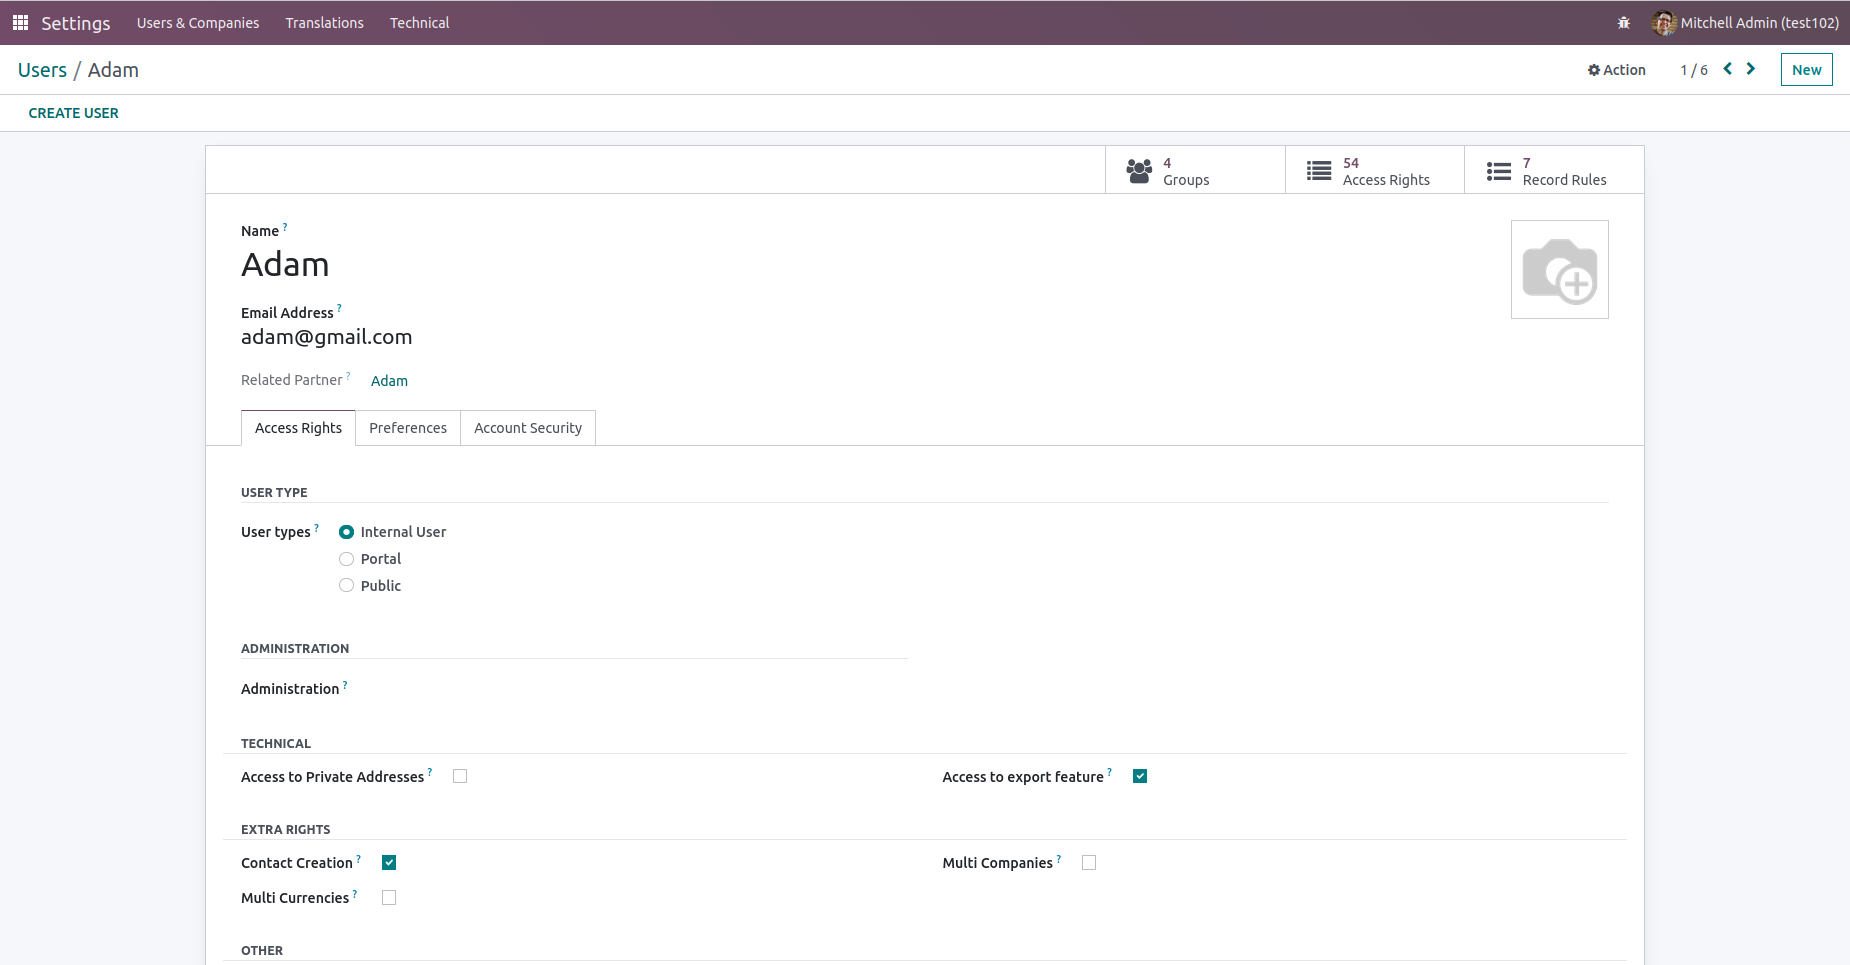 Settings Users & Companies Translations Technical Mitchell Admin (test102)
Users / Adam Action 1 / 6 New
CREATE USER
4 Groups
54 Access Rights
7 Record Rules
Name ?
Adam
Email Address ?
adam@gmail.com
Related Partner ? Adam
Access Rights Preferences Account Security
USER TYPE
User types ? Internal User
Portal
Public
ADMINISTRATION
Administration ?
TECHNICAL
Access to Private Addresses ? Access to export feature ?
EXTRA RIGHTS
Contact Creation ? Multi Companies ?
Multi Currencies ?
OTHER